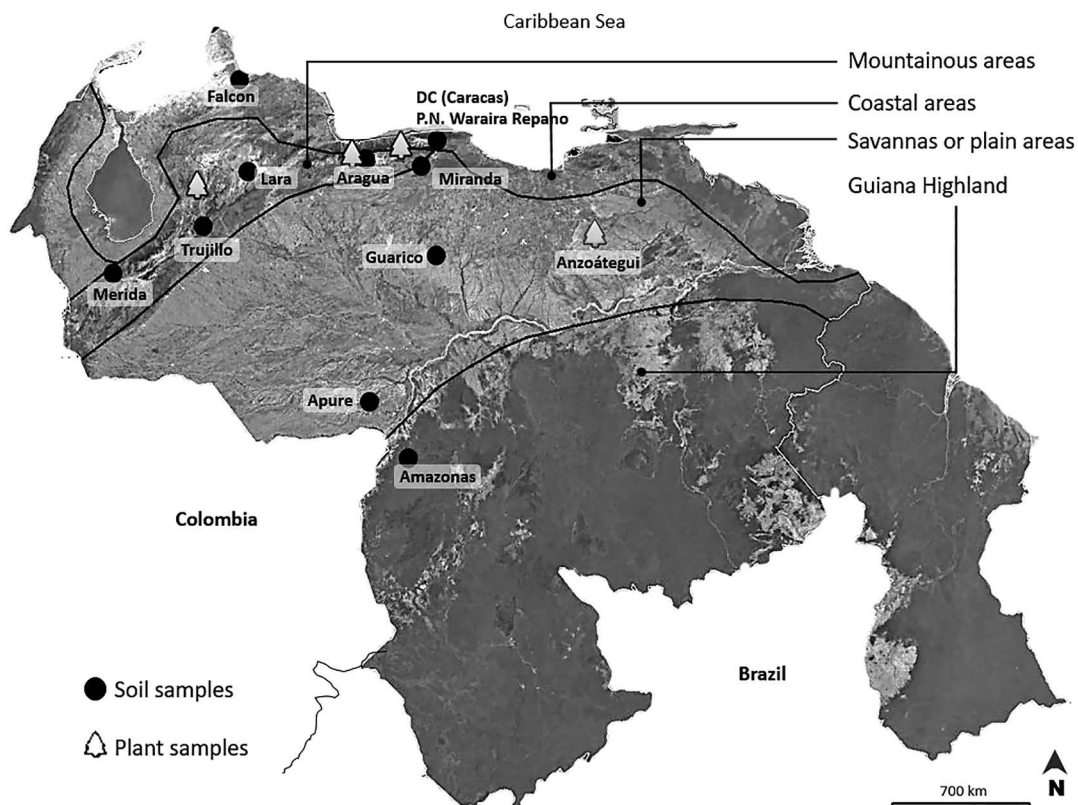 Caribbean Sea
Mountainous areas
Coastal areas
Savannas or plain areas
Guiana Highland
Falcon
DC (Caracas)
P.N. Waraira Repano
Lara
Aragua
Miranda
Trujillo
Guarico
Anzoátegui
Merida
Apure
Amazonas
Colombia
Brazil
Soil samples
Plant samples
700 km
N